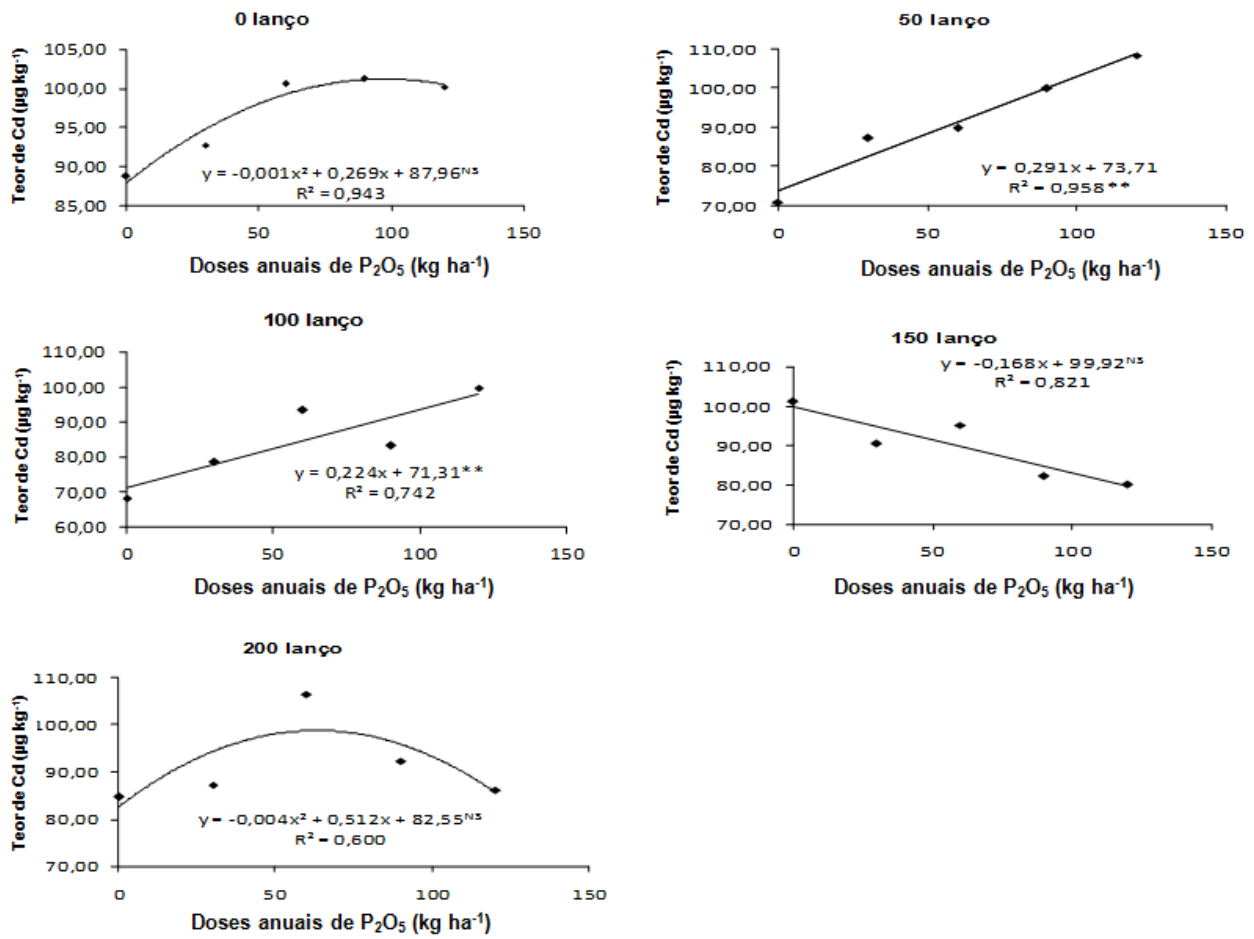 0 lanço
Teor de Cd (µg kg⁻¹)
105,00
100,00
95,00
90,00
85,00
y = -0,001x² + 0,269x + 87,96ᴺˢ
R² = 0,943
0 50 100 150
Doses anuais de P₂O₅ (kg ha⁻¹)
50 lanço
Teor de Cd (µg kg⁻¹)
110,00
100,00
90,00
80,00
70,00
y = 0,291x + 73,71
R² = 0,958**
0 50 100 150
Doses anuais de P₂O₅ (kg ha⁻¹)
100 lanço
Teor de Cd (µg kg⁻¹)
110,00
100,00
90,00
80,00
70,00
60,00
y = 0,224x + 71,31**
R² = 0,742
0 50 100 150
Doses anuais de P₂O₅ (kg ha⁻¹)
150 lanço
y = -0,168x + 99,92ᴺˢ
R² = 0,821
Teor de Cd (µg kg⁻¹)
110,00
100,00
90,00
80,00
70,00
0 50 100 150
Doses anuais de P₂O₅ (kg ha⁻¹)
200 lanço
Teor de Cd (µg kg⁻¹)
110,00
100,00
90,00
80,00
70,00
y = -0,004x² + 0,512x + 82,55ᴺˢ
R² = 0,600
0 50 100 150
Doses anuais de P₂O₅ (kg ha⁻¹)